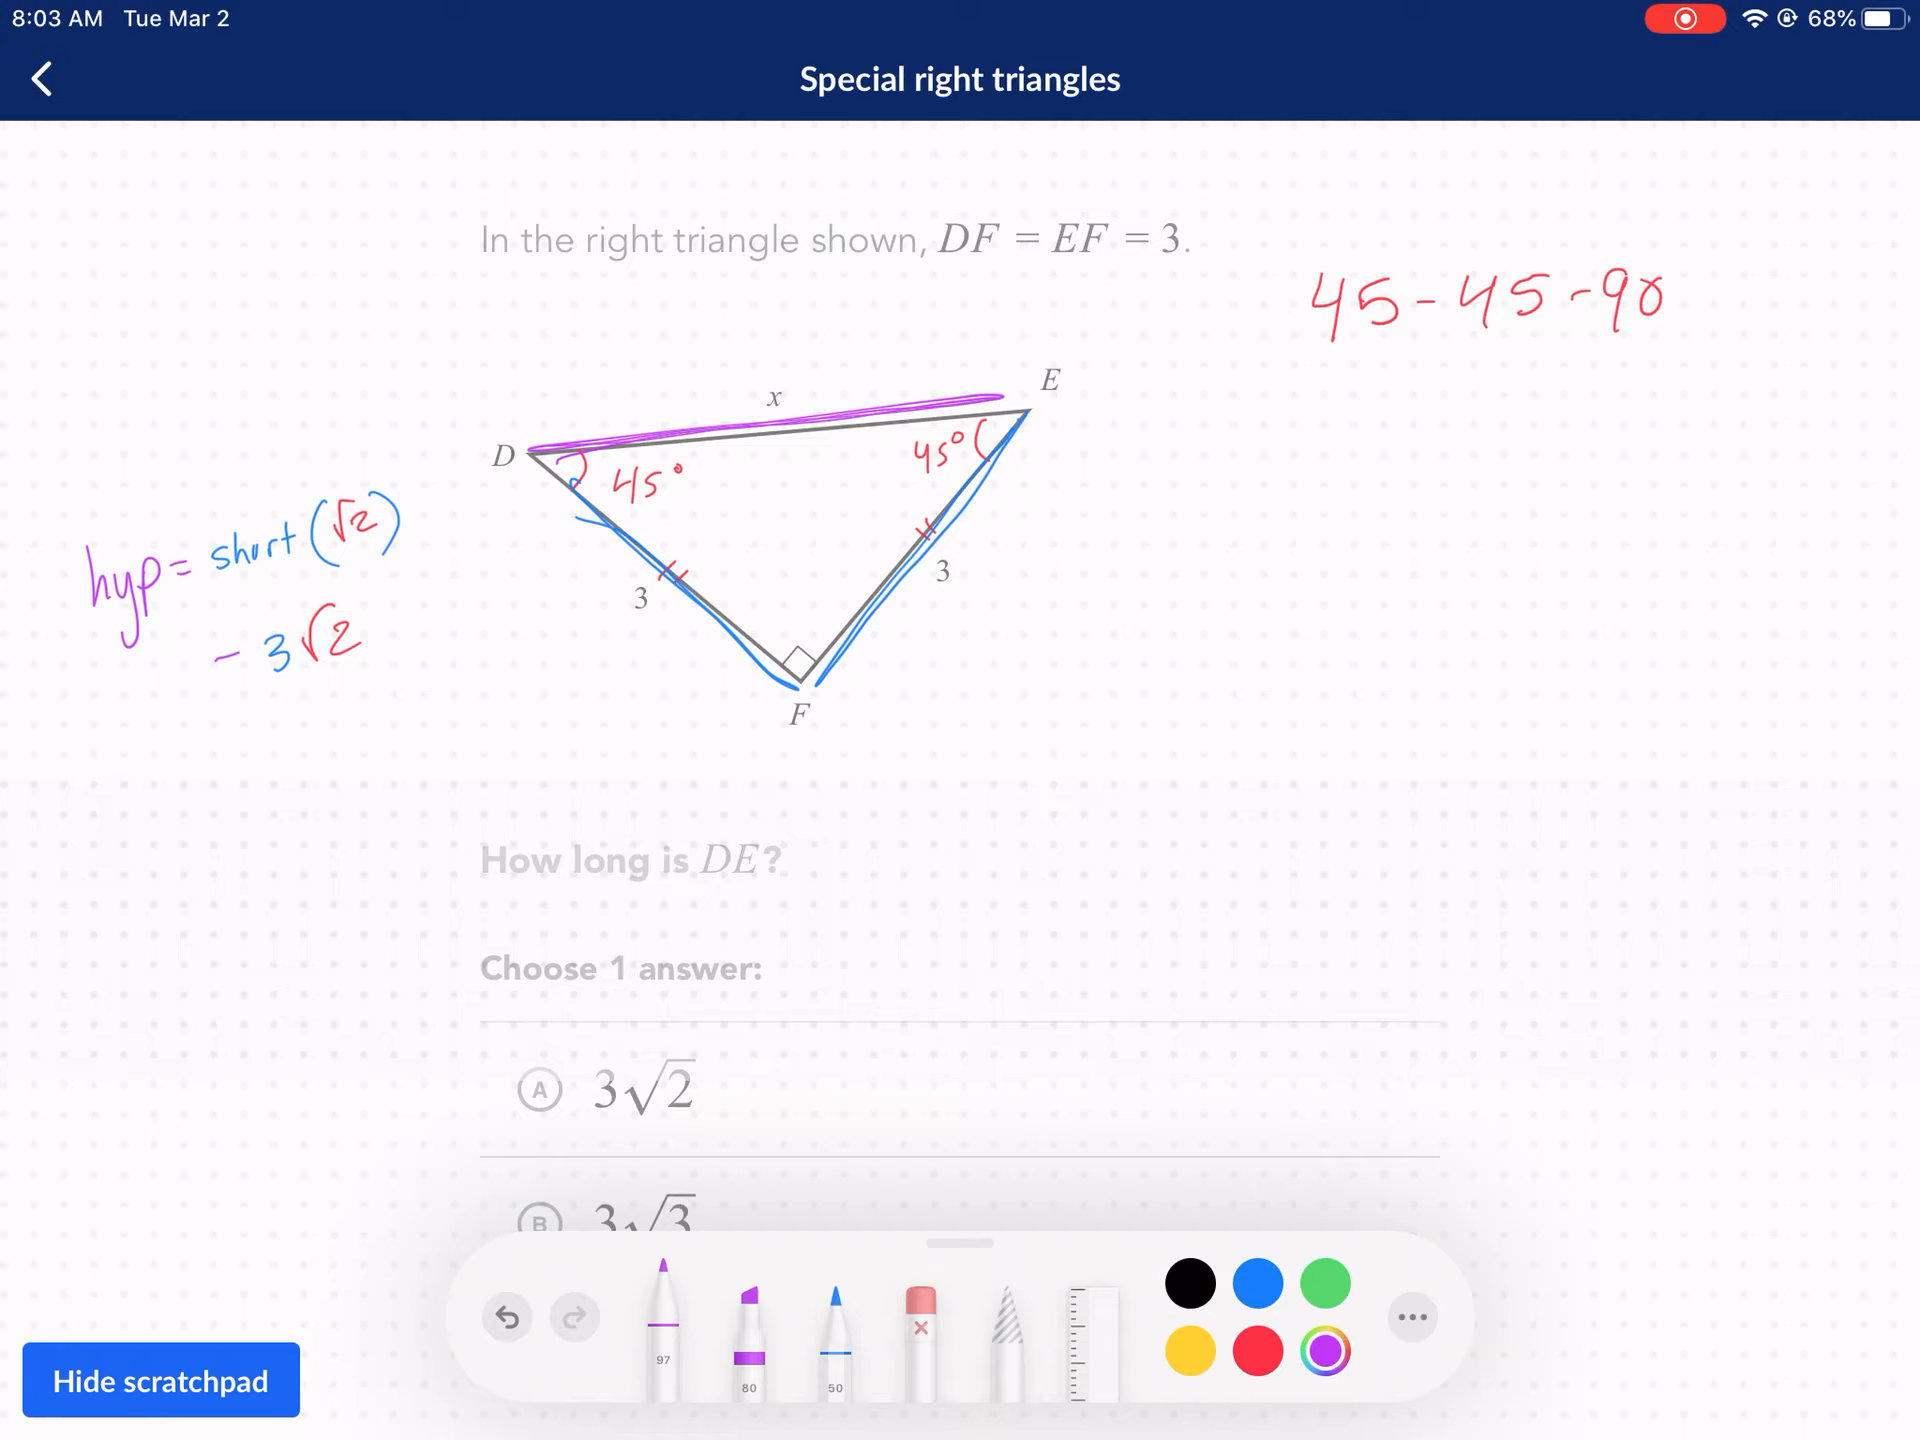 8:03 AM Tue Mar 2
68%
Special right triangles
In the right triangle shown, DF = EF = 3.
45 - 45 - 90
x
E
D
45°
45°
hyp = short (√2)
3
3
- 3√2
F
How long is DE?
Choose 1 answer:
A 3√2
B 3√3
97
80
50
Hide scratchpad